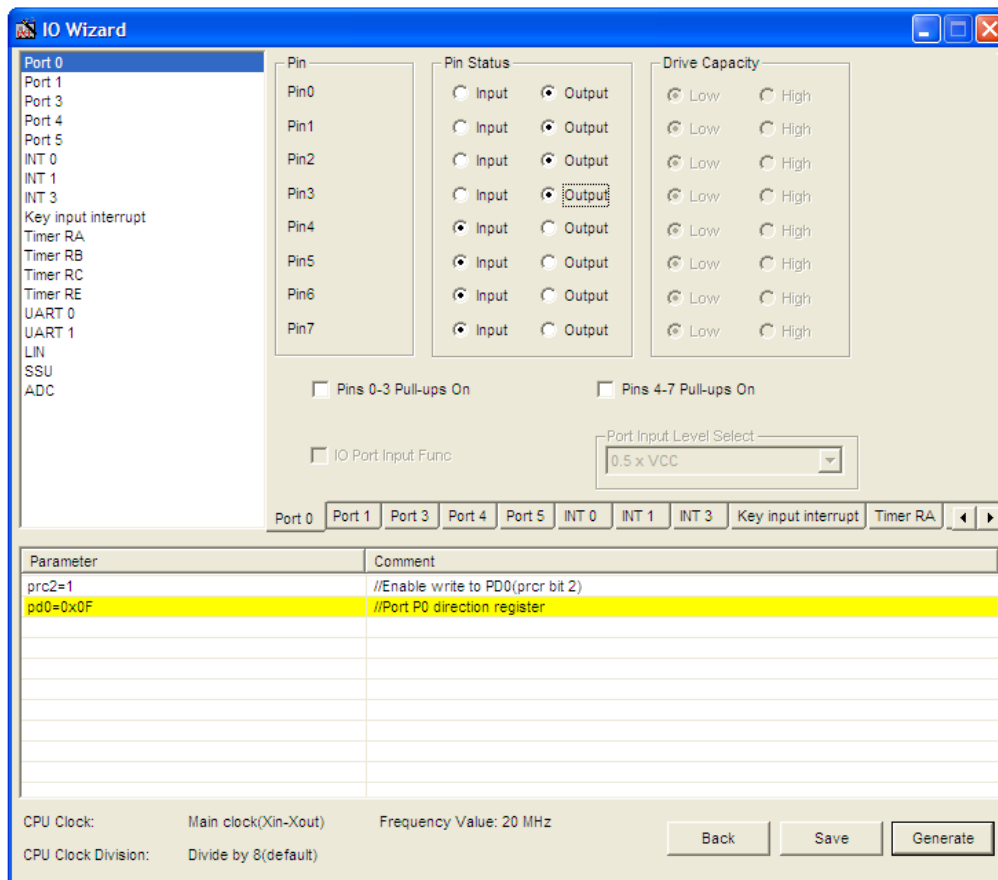 IO Wizard
Port 0
Port 1
Port 3
Port 4
Port 5
INT 0
INT 1
INT 3
Key input interrupt
Timer RA
Timer RB
Timer RC
Timer RE
UART 0
UART 1
LIN
SSU
ADC
Pin Pin Status Drive Capacity
Pin0 Input Output Low High
Pin1 Input Output Low High
Pin2 Input Output Low High
Pin3 Input Output Low High
Pin4 Input Output Low High
Pin5 Input Output Low High
Pin6 Input Output Low High
Pin7 Input Output Low High
Pins 0-3 Pull-ups On Pins 4-7 Pull-ups On
Port Input Level Select
IO Port Input Func 0.5 x VCC
Port 0 Port 1 Port 3 Port 4 Port 5 INT 0 INT 1 INT 3 Key input interrupt Timer RA
Parameter Comment
prc2=1 //Enable write to PD0(prcr bit 2)
pd0=0x0F //Port P0 direction register
CPU Clock: Main clock(Xin-Xout) Frequency Value: 20 MHz
Back Save Generate
CPU Clock Division: Divide by 8(default)